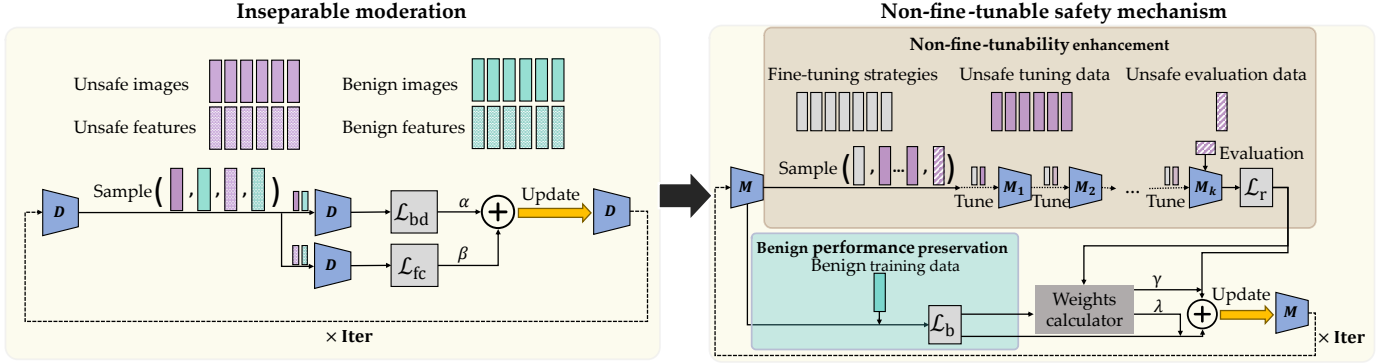 Inseparable moderation
Unsafe images
Benign images
Unsafe features
Benign features
Sample ( , , , )
D
D
D
ℒbd
ℒfc
α
β
+
Update
D
× Iter
Non-fine-tunable safety mechanism
Non-fine-tunability enhancement
Fine-tuning strategies
Unsafe tuning data
Unsafe evaluation data
Sample ( , ... , )
Evaluation
M
M1
M2
...
Mk
ℒr
Tune
Tune
Tune
Benign performance preservation
Benign training data
ℒb
Weights
calculator
γ
λ
+
Update
M
× Iter